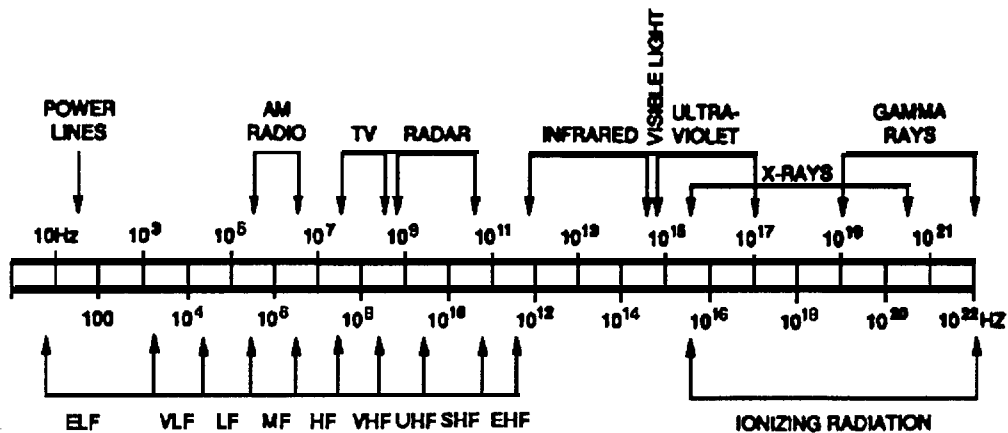 VISIBLE LIGHT
POWER
LINES
AM
RADIO
TV
RADAR
INFRARED
ULTRA-
VIOLET
GAMMA
RAYS
X-RAYS
10Hz 10³ 10⁵ 10⁷ 10⁹ 10¹¹ 10¹³ 10¹⁵ 10¹⁷ 10¹⁹ 10²¹
100 10⁴ 10⁶ 10⁸ 10¹⁰ 10¹² 10¹⁴ 10¹⁶ 10¹⁸ 10²⁰ 10²² HZ
ELF VLF LF MF HF VHF UHF SHF EHF
IONIZING RADIATION